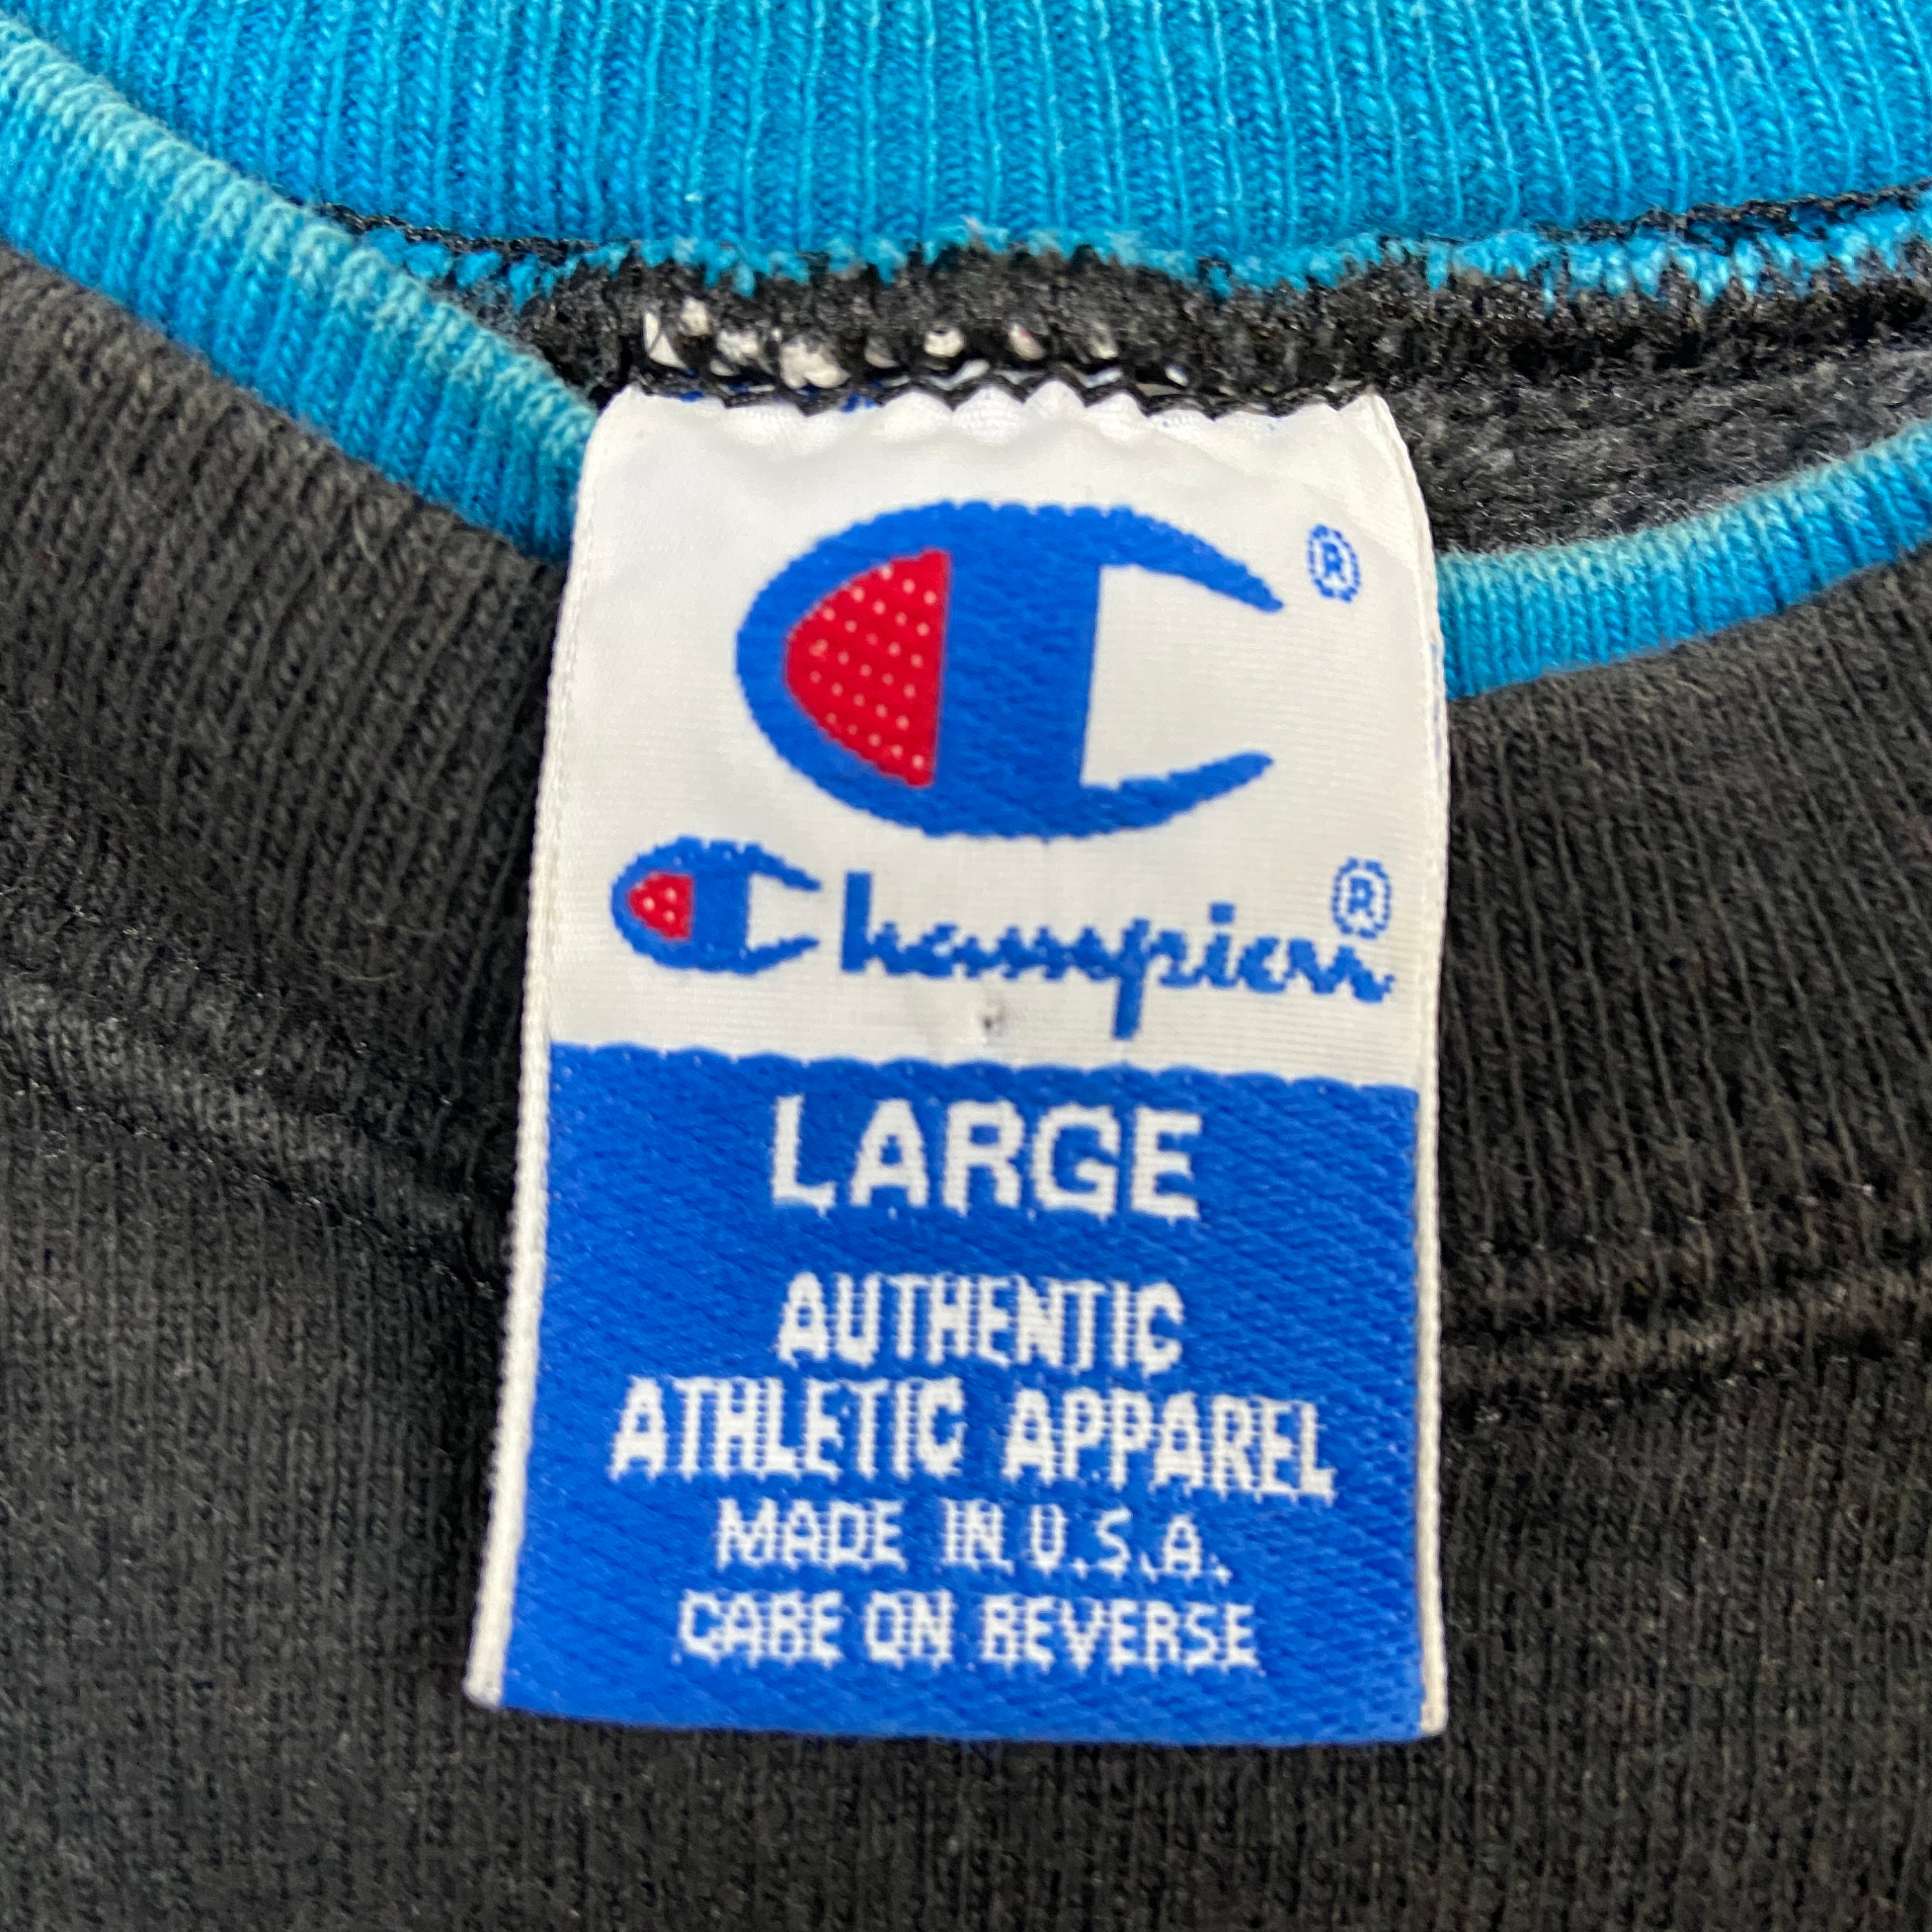 ®
Champion®
LARGE
AUTHENTIC
ATHLETIC APPAREL
MADE IN U.S.A.
CARE ON REVERSE